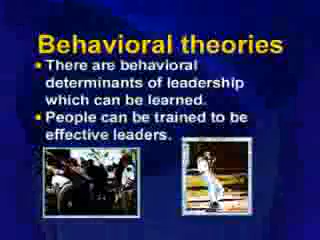 Behavioral theories
There are behavioral
determinants of leadership
which can be learned.
People can be trained to be
effective leaders.